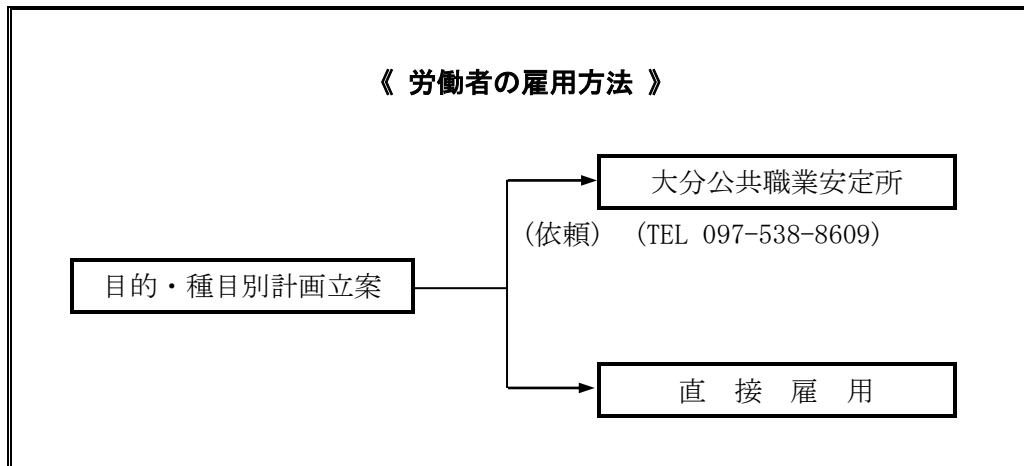 《 労働者の雇用方法 》
大分公共職業安定所
(依頼) (TEL 097-538-8609)
目的・種目別計画立案
直 接 雇 用